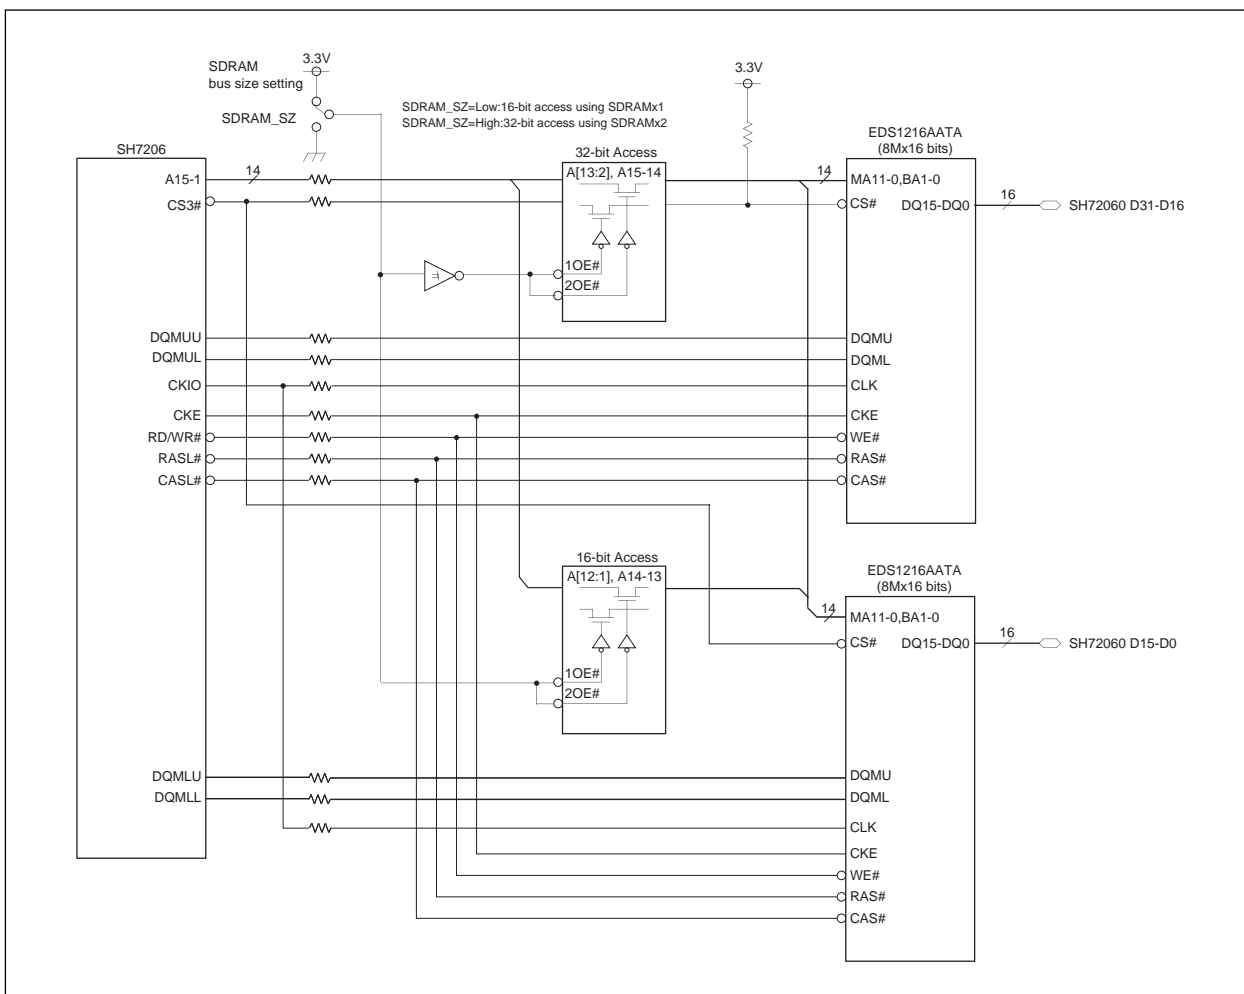 SDRAM
bus size setting
3.3V
3.3V
SDRAM_SZ
SDRAM_SZ=Low:16-bit access using SDRAMx1
SDRAM_SZ=High:32-bit access using SDRAMx2
SH7206
32-bit Access
EDS1216AATA
(8Mx16 bits)
A15-1
14
A[13:2], A15-14
14
MA11-0,BA1-0
CS3#
CS#
DQ15-DQ0
16
SH72060 D31-D16
1OE#
2OE#
DQMUU
DQMU
DQMUL
DQML
CKIO
CLK
CKE
CKE
RD/WR#
WE#
RASL#
RAS#
CASL#
CAS#
16-bit Access
EDS1216AATA
(8Mx16 bits)
A[12:1], A14-13
14
MA11-0,BA1-0
CS#
DQ15-DQ0
16
SH72060 D15-D0
1OE#
2OE#
DQMLU
DQMU
DQMLL
DQML
CLK
CKE
WE#
RAS#
CAS#